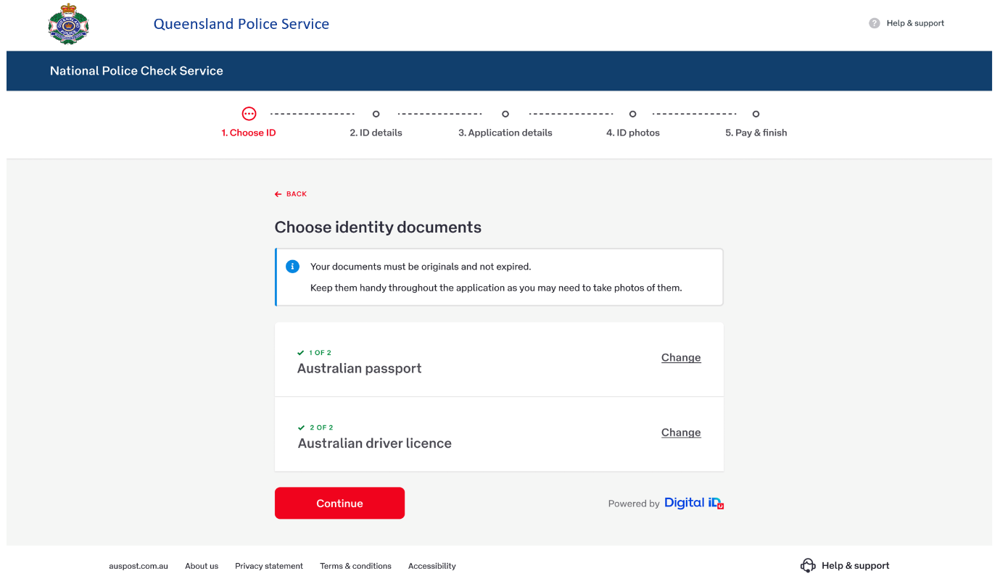 QUEENSLAND
POLICE
Queensland Police Service
? Help & support
National Police Check Service
1. Choose ID
2. ID details
3. Application details
4. ID photos
5. Pay & finish
← BACK
Choose identity documents
Your documents must be originals and not expired.
Keep them handy throughout the application as you may need to take photos of them.
1 OF 2
Australian passport
Change
2 OF 2
Australian driver licence
Change
Continue
Powered by Digital iD
auspost.com.au
About us
Privacy statement
Terms & conditions
Accessibility
Help & support